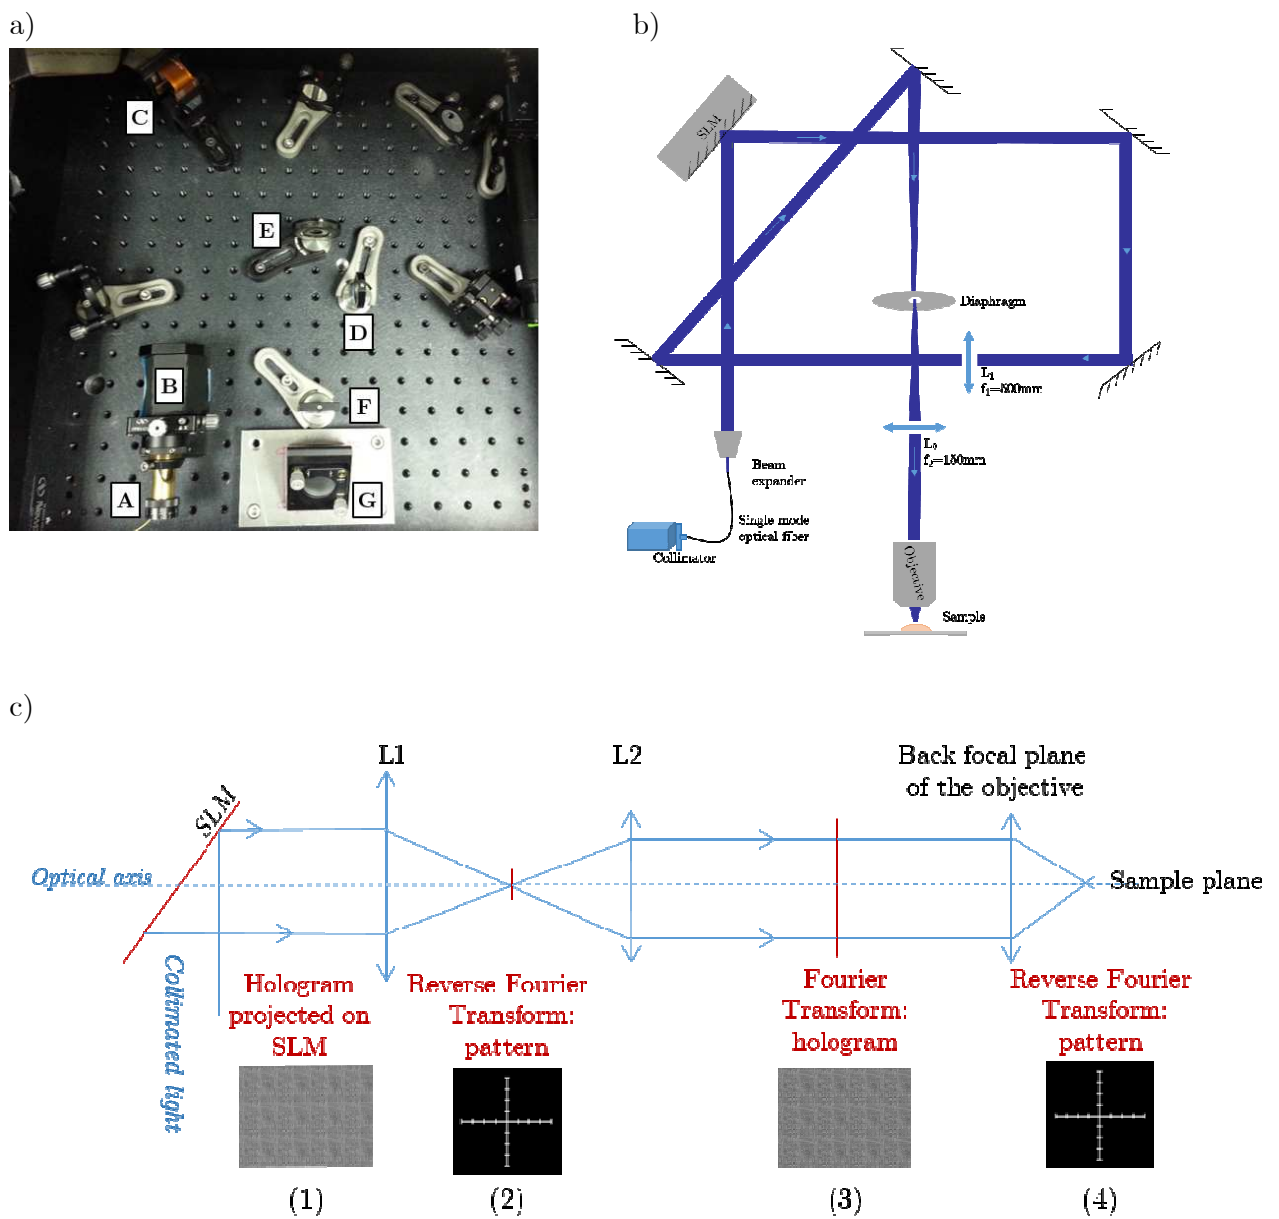 a)
b)
C
E
D
B
F
A
G
SLM
Diaphragm
L₁
f₁=500mm
L₂
f₂=150mm
Beam
expander
Single mode
optical fiber
Collimator
Objective
Sample
c)
L1
L2
Back focal plane
of the objective
SLM
Optical axis
Sample plane
Collimated light
Hologram
projected on
SLM
Reverse Fourier
Transform:
pattern
Fourier
Transform:
hologram
Reverse Fourier
Transform:
pattern
(1)
(2)
(3)
(4)